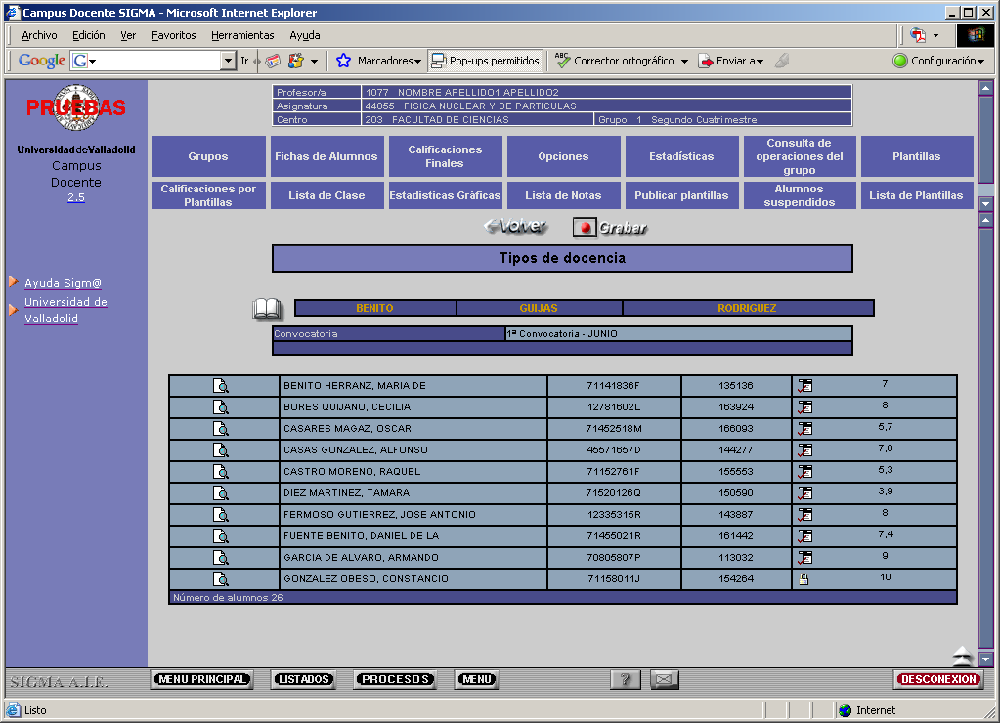 Campus Docente SIGMA - Microsoft Internet Explorer
Archivo Edición Ver Favoritos Herramientas Ayuda
Google G Ir Marcadores Pop-ups permitidos ABC Corrector ortográfico Enviar a Configuración
PRUEBAS
Universidad de Valladolid
Campus
Docente
2.5
Ayuda Sigm@
Universidad de
Valladolid
Profesor/a 1077 NOMBRE APELLIDO1 APELLIDO2
Asignatura 44055 FISICA NUCLEAR Y DE PARTICULAS
Centro 203 FACULTAD DE CIENCIAS Grupo 1 Segundo Cuatrimestre
Grupos Fichas de Alumnos Calificaciones Finales Opciones Estadísticas Consulta de operaciones del grupo Plantillas
Calificaciones por Plantillas Lista de Clase Estadísticas Gráficas Lista de Notas Publicar plantillas Alumnos suspendidos Lista de Plantillas
Volver Grabar
Tipos de docencia
BENITO GUIJAS RODRIGUEZ
Convocatoria 1ª Convocatoria - JUNIO
BENITO HERRANZ, MARIA DE 71141836F 135136 7
BORES QUIJANO, CECILIA 12781602L 163924 8
CASARES MAGAZ, OSCAR 71452518M 166093 5,7
CASAS GONZALEZ, ALFONSO 45571657D 144277 7,6
CASTRO MORENO, RAQUEL 71152761F 155553 5,3
DIEZ MARTINEZ, TAMARA 71520126Q 150590 3,9
FERMOSO GUTIERREZ, JOSE ANTONIO 12335315R 143887 8
FUENTE BENITO, DANIEL DE LA 71455021R 161442 7,4
GARCIA DE ALVARO, ARMANDO 70805807P 113032 9
GONZALEZ OBESO, CONSTANCIO 71158011J 154264 10
Número de alumnos 26
SIGMA A.I.E. MENU PRINCIPAL LISTADOS PROCESOS MENU ? DESCONEXION
Listo Internet